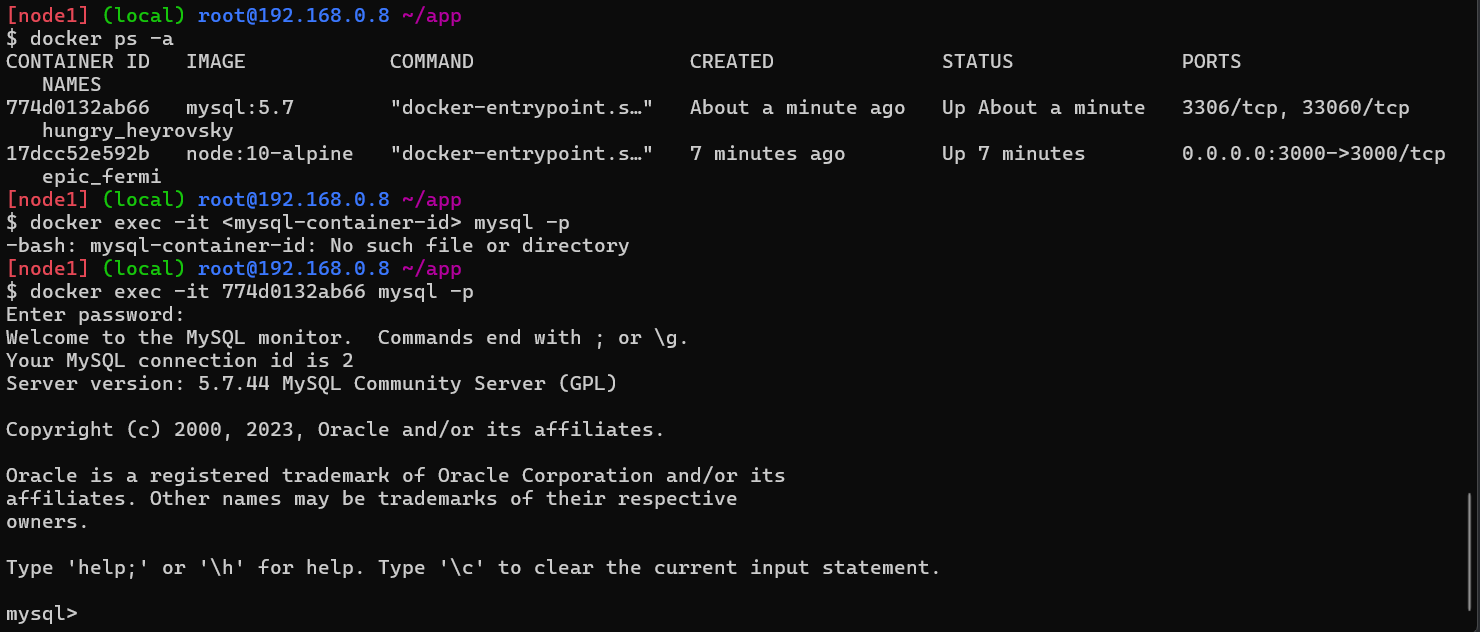 [node1] (local) root@192.168.0.8 ~/app
$ docker ps -a
CONTAINER ID   IMAGE            COMMAND                  CREATED              STATUS              PORTS
   NAMES
774d0132ab66   mysql:5.7        "docker-entrypoint.s…"   About a minute ago   Up About a minute   3306/tcp, 33060/tcp
   hungry_heyrovsky
17dcc52e592b   node:10-alpine   "docker-entrypoint.s…"   7 minutes ago        Up 7 minutes        0.0.0.0:3000->3000/tcp
   epic_fermi
[node1] (local) root@192.168.0.8 ~/app
$ docker exec -it <mysql-container-id> mysql -p
-bash: mysql-container-id: No such file or directory
[node1] (local) root@192.168.0.8 ~/app
$ docker exec -it 774d0132ab66 mysql -p
Enter password:
Welcome to the MySQL monitor.  Commands end with ; or \g.
Your MySQL connection id is 2
Server version: 5.7.44 MySQL Community Server (GPL)

Copyright (c) 2000, 2023, Oracle and/or its affiliates.

Oracle is a registered trademark of Oracle Corporation and/or its
affiliates. Other names may be trademarks of their respective
owners.

Type 'help;' or '\h' for help. Type '\c' to clear the current input statement.

mysql>